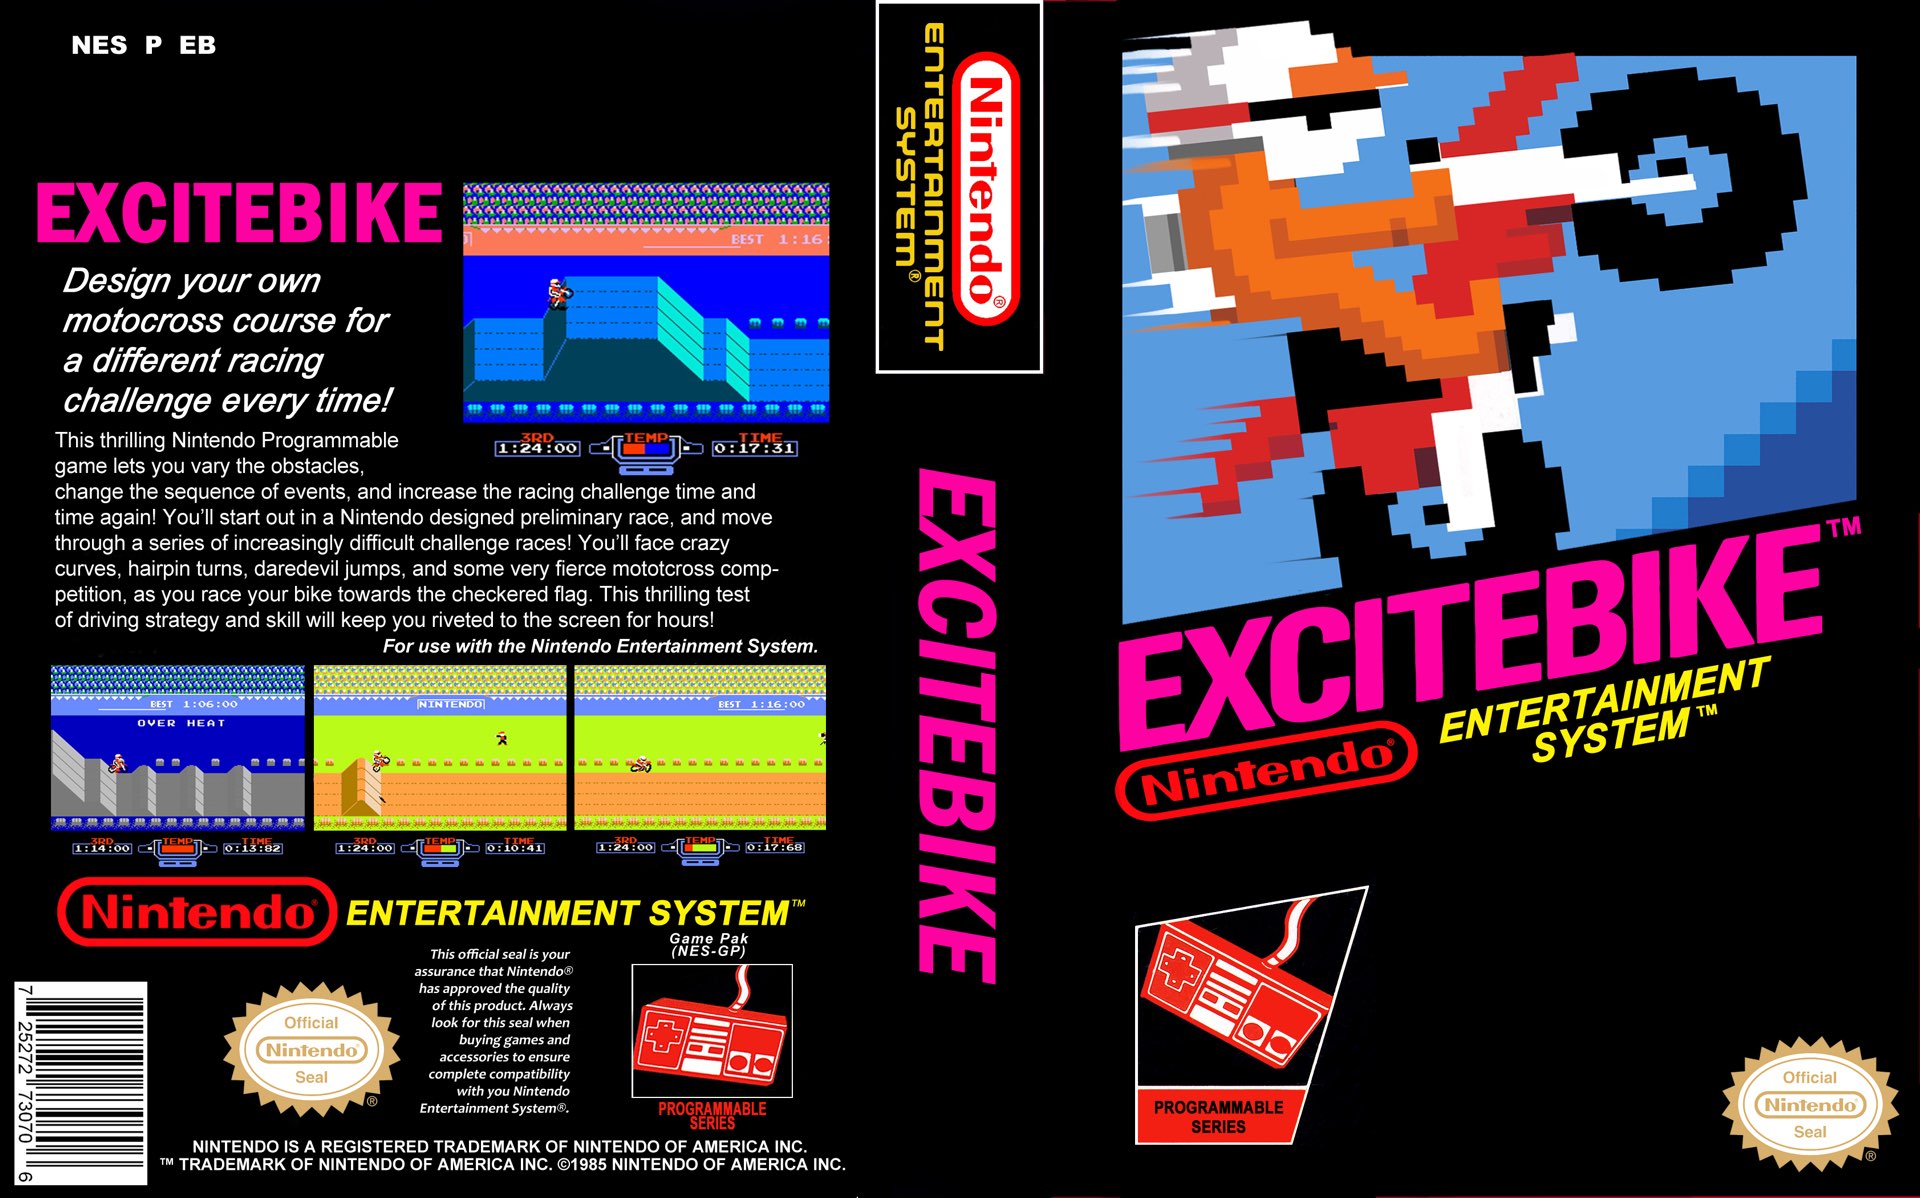 NES P EB
EXCITEBIKE
Design your own
motocross course for
a different racing
challenge every time!
This thrilling Nintendo Programmable
game lets you vary the obstacles,
change the sequence of events, and increase the racing challenge time and
time again! You'll start out in a Nintendo designed preliminary race, and move
through a series of increasingly difficult challenge races! You'll face crazy
curves, hairpin turns, daredevil jumps, and some very fierce mototcross comp-
petition, as you race your bike towards the checkered flag. This thrilling test
of driving strategy and skill will keep you riveted to the screen for hours!
For use with the Nintendo Entertainment System.
BEST 1:16
3RD TEMP TIME
1:24:00 0:17:31
BEST 1:06:00
OVER HEAT
3RD TEMP TIME
1:14:00 0:13:82
NINTENDO
3RD TEMP TIME
1:24:00 0:10:41
BEST 1:16:00
3RD TEMP TIME
1:24:00 0:17:68
Nintendo® ENTERTAINMENT SYSTEM™
This official seal is your
assurance that Nintendo®
has approved the quality
of this product. Always
look for this seal when
buying games and
accessories to ensure
complete compatibility
with you Nintendo
Entertainment System®.
Game Pak
(NES-GP)
PROGRAMMABLE
SERIES
Official
Nintendo
Seal
®
7 25272 73070 6
NINTENDO IS A REGISTERED TRADEMARK OF NINTENDO OF AMERICA INC.
™ TRADEMARK OF NINTENDO OF AMERICA INC. ©1985 NINTENDO OF AMERICA INC.
Nintendo®
ENTERTAINMENT
SYSTEM®
EXCITEBIKE
EXCITEBIKE™
Nintendo®
ENTERTAINMENT
SYSTEM™
PROGRAMMABLE
SERIES
Official
Nintendo
Seal
®